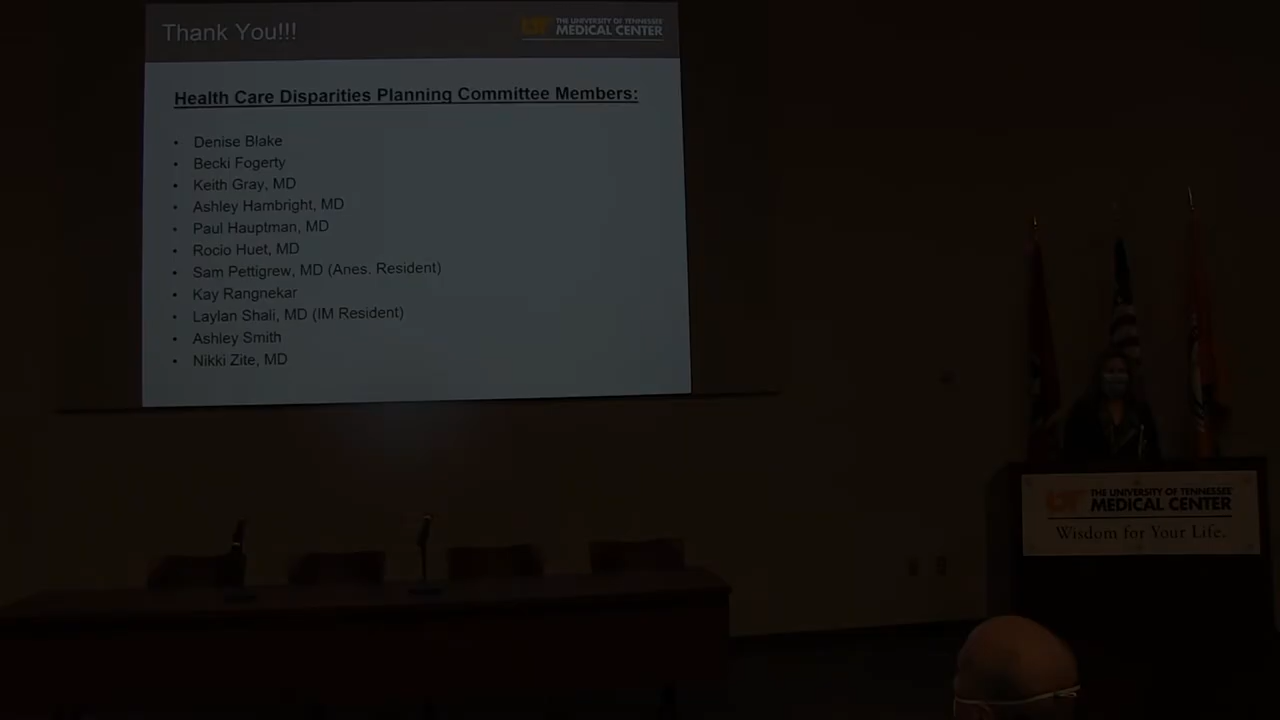 Thank You!!!
UT THE UNIVERSITY OF TENNESSEE
MEDICAL CENTER
Health Care Disparities Planning Committee Members:
• Denise Blake
• Becki Fogerty
• Keith Gray, MD
• Ashley Hambright, MD
• Paul Hauptman, MD
• Rocio Huet, MD
• Sam Pettigrew, MD (Anes. Resident)
• Kay Rangnekar
• Laylan Shali, MD (IM Resident)
• Ashley Smith
• Nikki Zite, MD
UT THE UNIVERSITY OF TENNESSEE
MEDICAL CENTER
Wisdom for Your Life.